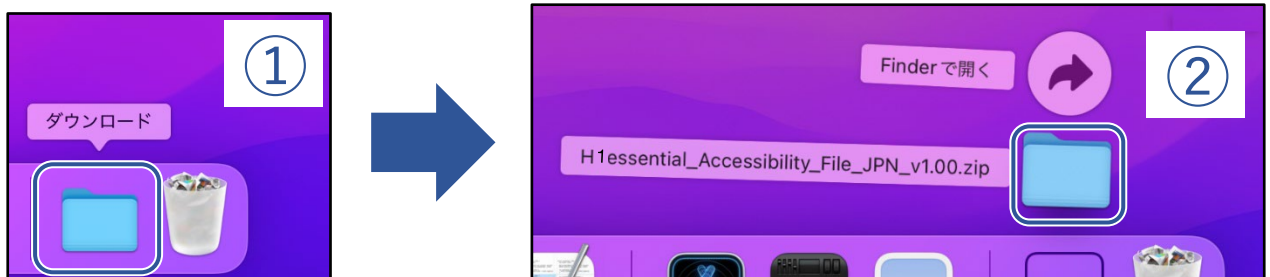 ①
ダウンロード
②
Finderで開く
H1essential_Accessibility_File_JPN_v1.00.zip